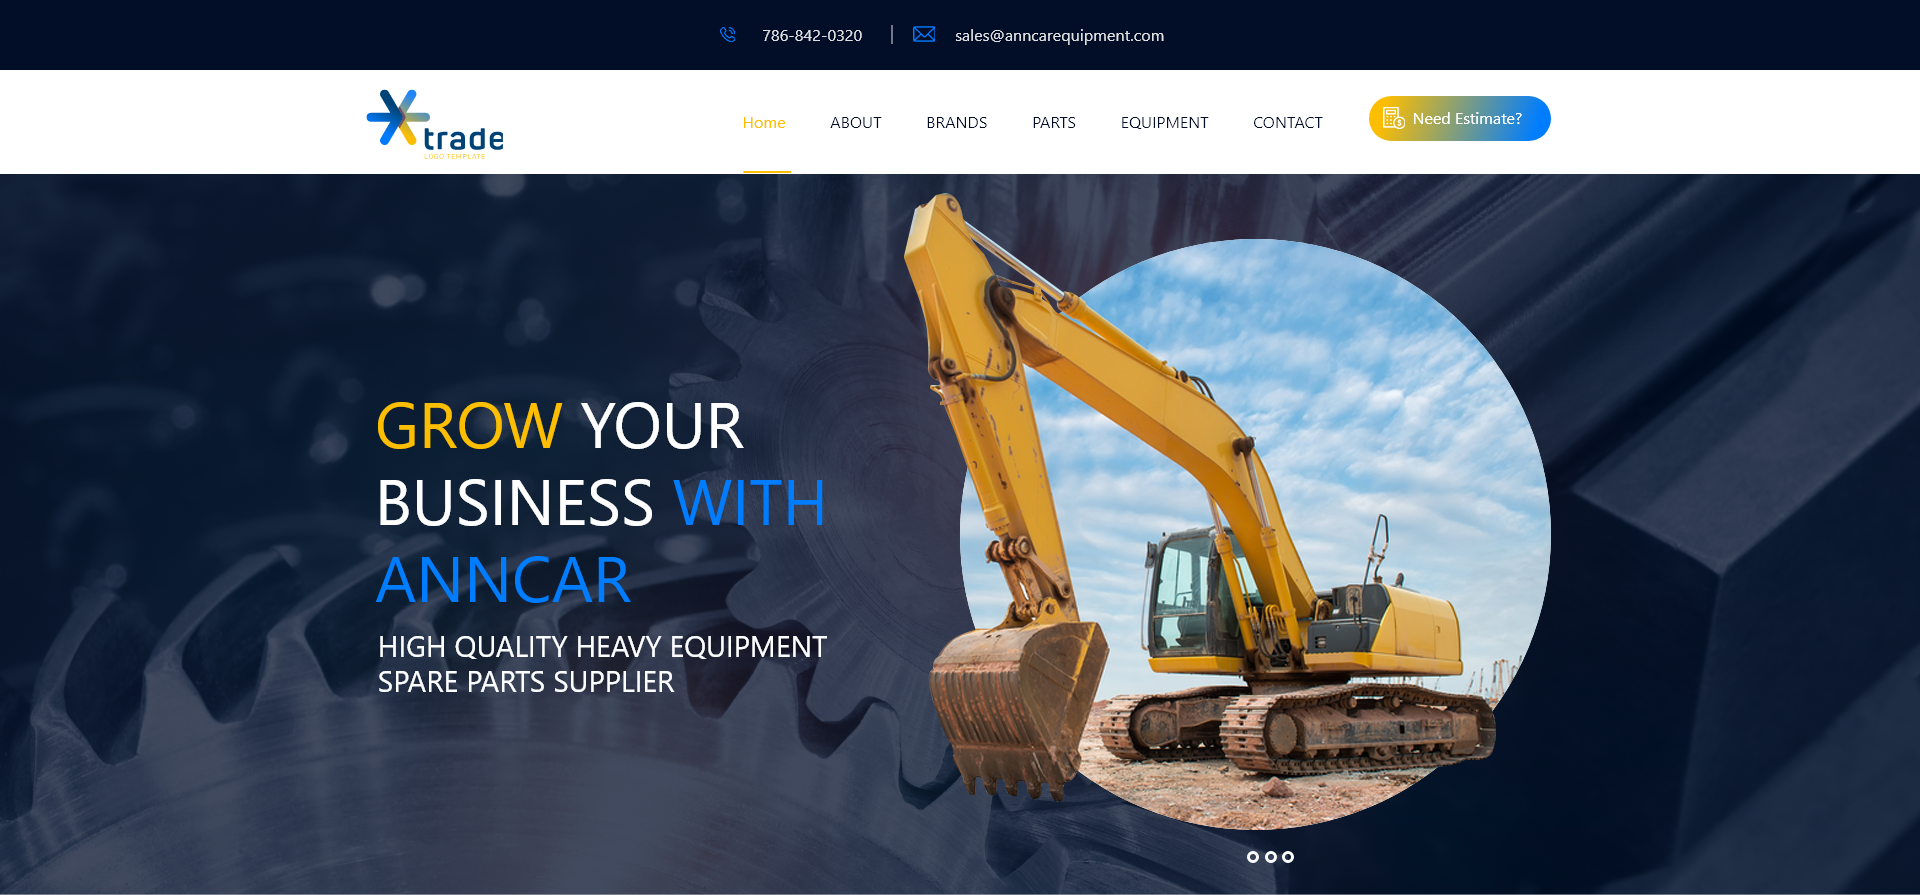 786-842-0320 | sales@anncarequipment.com
trade
LOGO TEMPLATE
Home ABOUT BRANDS PARTS EQUIPMENT CONTACT Need Estimate?
GROW YOUR
BUSINESS WITH
ANNCAR
HIGH QUALITY HEAVY EQUIPMENT
SPARE PARTS SUPPLIER